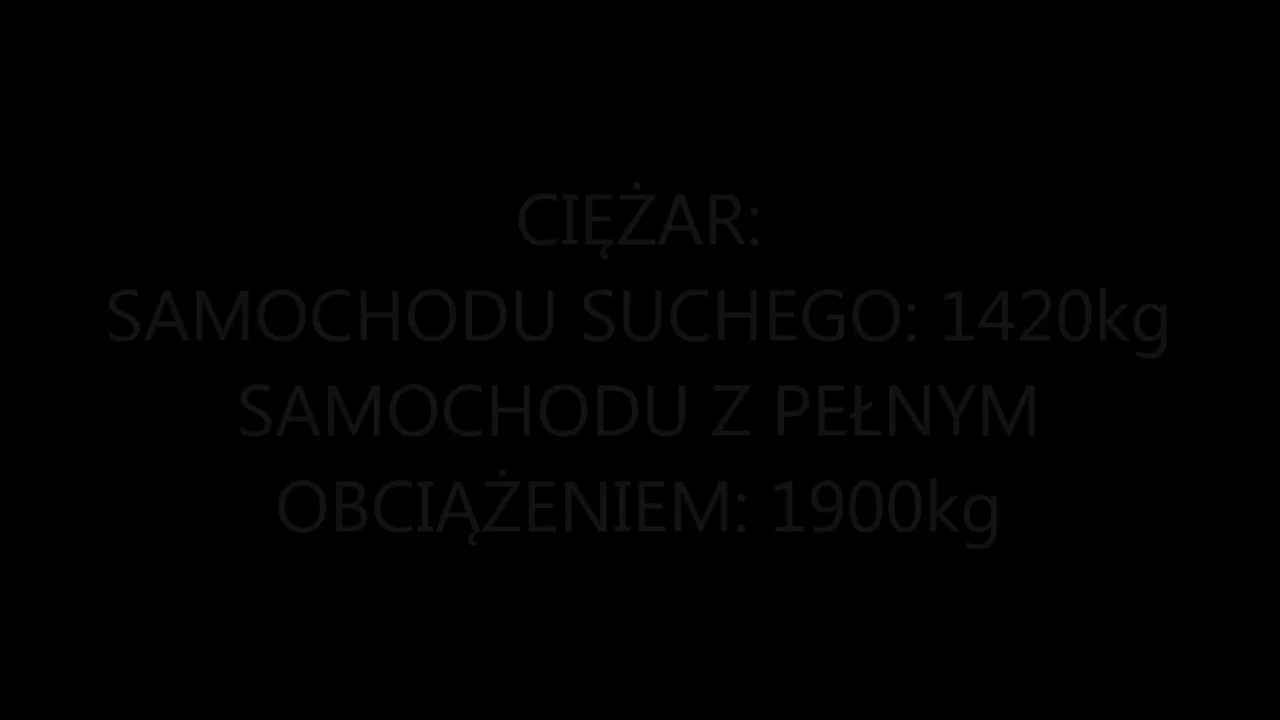 CIĘŻAR:
SAMOCHODU SUCHEGO: 1420kg
SAMOCHODU Z PEŁNYM
OBCIĄŻENIEM: 1900kg